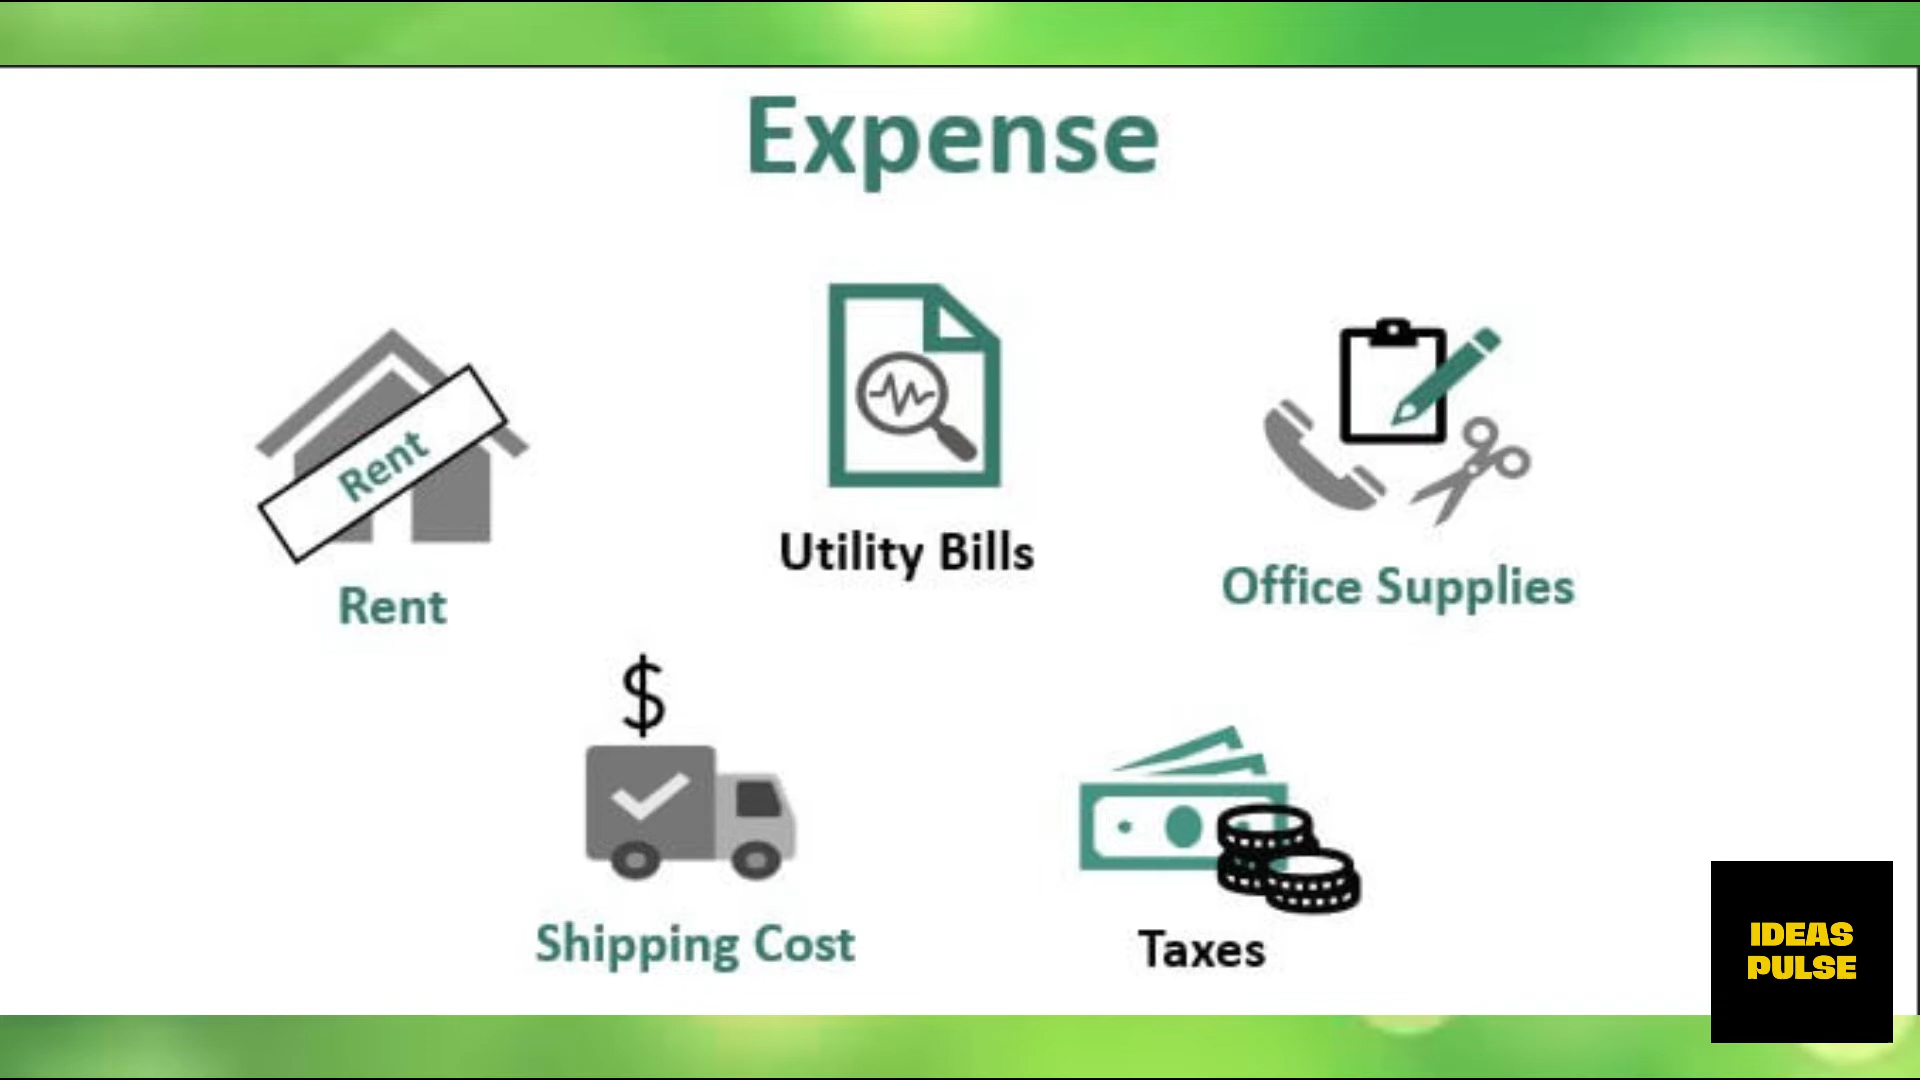 Expense
Rent
Rent
Utility Bills
Office Supplies
$
Shipping Cost
Taxes
IDEAS
PULSE